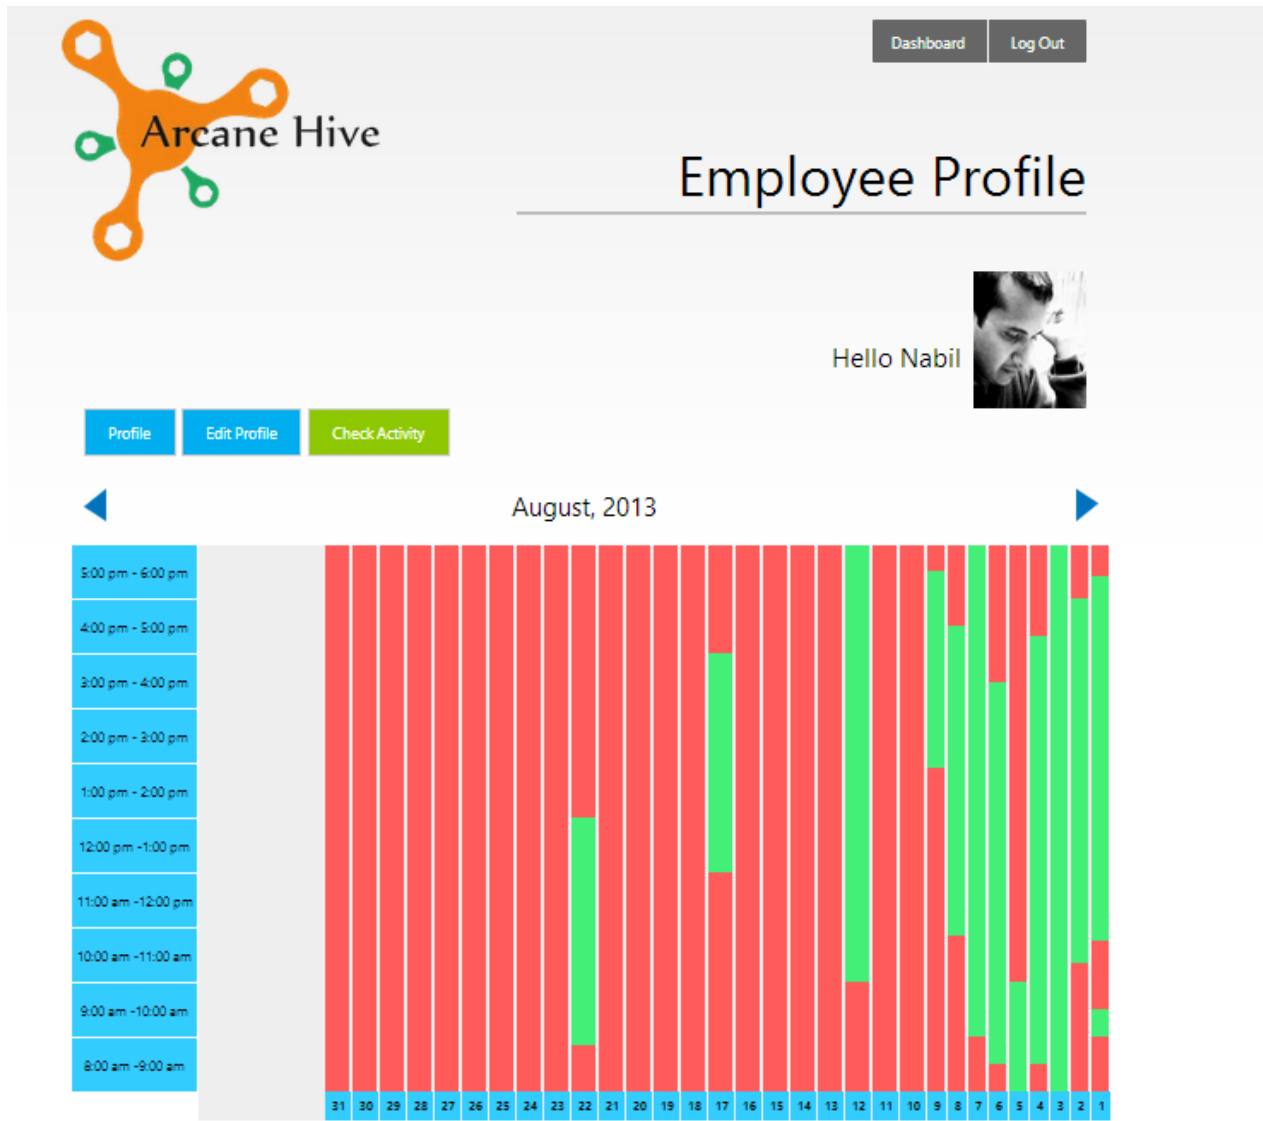 Dashboard
Log Out
Arcane Hive
Employee Profile
Hello Nabil
Profile
Edit Profile
Check Activity
August, 2013
5:00 pm - 6:00 pm
4:00 pm - 5:00 pm
3:00 pm - 4:00 pm
2:00 pm - 3:00 pm
1:00 pm - 2:00 pm
12:00 pm -1:00 pm
11:00 am -12:00 pm
10:00 am -11:00 am
9:00 am -10:00 am
8:00 am -9:00 am
31 30 29 28 27 26 25 24 23 22 21 20 19 18 17 16 15 14 13 12 11 10 9 8 7 6 5 4 3 2 1